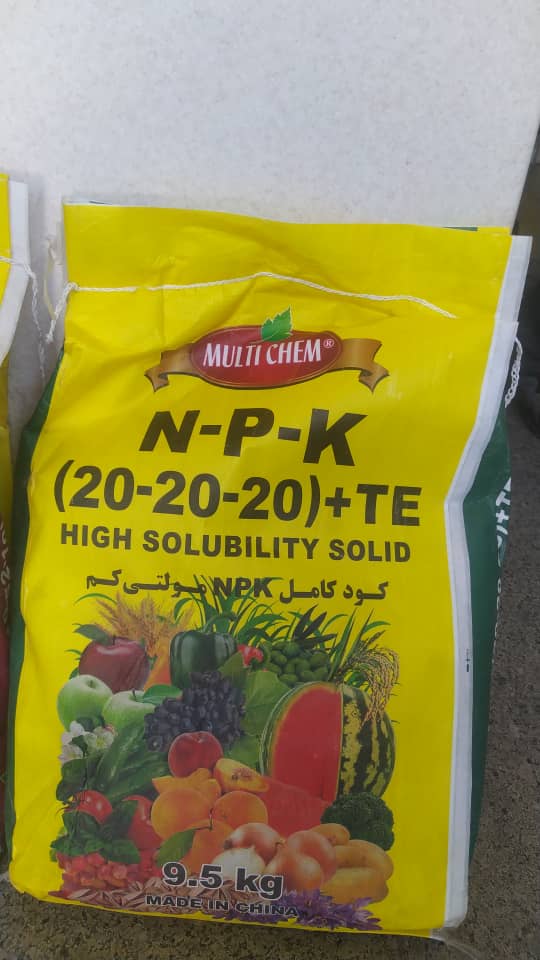 MULTI CHEM®
N-P-K
(20-20-20)+TE
HIGH SOLUBILITY SOLID
کود کامل NPK مولتی کم
9.5 kg
MADE IN CHINA